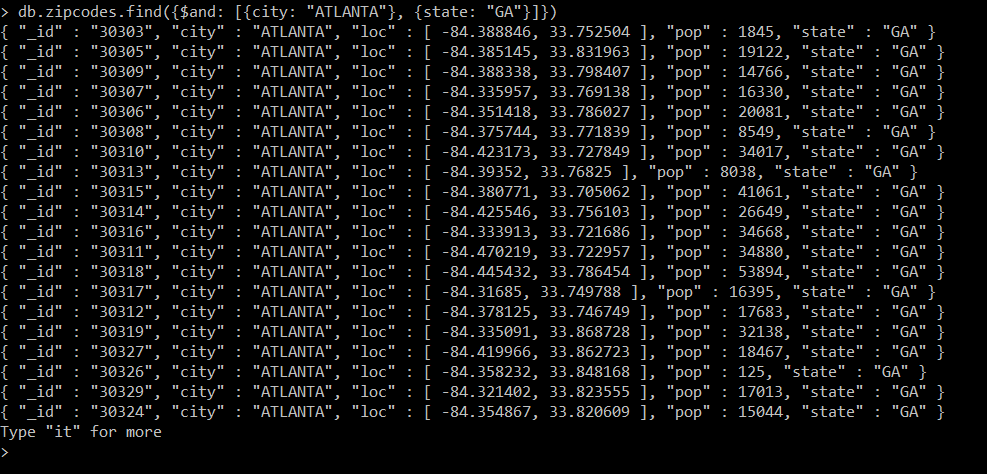 > db.zipcodes.find({$and: [{city: "ATLANTA"}, {state: "GA"}]})
{ "_id" : "30303", "city" : "ATLANTA", "loc" : [ -84.388846, 33.752504 ], "pop" : 1845, "state" : "GA" }
{ "_id" : "30305", "city" : "ATLANTA", "loc" : [ -84.385145, 33.831963 ], "pop" : 19122, "state" : "GA" }
{ "_id" : "30309", "city" : "ATLANTA", "loc" : [ -84.388338, 33.798407 ], "pop" : 14766, "state" : "GA" }
{ "_id" : "30307", "city" : "ATLANTA", "loc" : [ -84.335957, 33.769138 ], "pop" : 16330, "state" : "GA" }
{ "_id" : "30306", "city" : "ATLANTA", "loc" : [ -84.351418, 33.786027 ], "pop" : 20081, "state" : "GA" }
{ "_id" : "30308", "city" : "ATLANTA", "loc" : [ -84.375744, 33.771839 ], "pop" : 8549, "state" : "GA" }
{ "_id" : "30310", "city" : "ATLANTA", "loc" : [ -84.423173, 33.727849 ], "pop" : 34017, "state" : "GA" }
{ "_id" : "30313", "city" : "ATLANTA", "loc" : [ -84.39352, 33.76825 ], "pop" : 8038, "state" : "GA" }
{ "_id" : "30315", "city" : "ATLANTA", "loc" : [ -84.380771, 33.705062 ], "pop" : 41061, "state" : "GA" }
{ "_id" : "30314", "city" : "ATLANTA", "loc" : [ -84.425546, 33.756103 ], "pop" : 26649, "state" : "GA" }
{ "_id" : "30316", "city" : "ATLANTA", "loc" : [ -84.333913, 33.721686 ], "pop" : 34668, "state" : "GA" }
{ "_id" : "30311", "city" : "ATLANTA", "loc" : [ -84.470219, 33.722957 ], "pop" : 34880, "state" : "GA" }
{ "_id" : "30318", "city" : "ATLANTA", "loc" : [ -84.445432, 33.786454 ], "pop" : 53894, "state" : "GA" }
{ "_id" : "30317", "city" : "ATLANTA", "loc" : [ -84.31685, 33.749788 ], "pop" : 16395, "state" : "GA" }
{ "_id" : "30312", "city" : "ATLANTA", "loc" : [ -84.378125, 33.746749 ], "pop" : 17683, "state" : "GA" }
{ "_id" : "30319", "city" : "ATLANTA", "loc" : [ -84.335091, 33.868728 ], "pop" : 32138, "state" : "GA" }
{ "_id" : "30327", "city" : "ATLANTA", "loc" : [ -84.419966, 33.862723 ], "pop" : 18467, "state" : "GA" }
{ "_id" : "30326", "city" : "ATLANTA", "loc" : [ -84.358232, 33.848168 ], "pop" : 125, "state" : "GA" }
{ "_id" : "30329", "city" : "ATLANTA", "loc" : [ -84.321402, 33.823555 ], "pop" : 17013, "state" : "GA" }
{ "_id" : "30324", "city" : "ATLANTA", "loc" : [ -84.354867, 33.820609 ], "pop" : 15044, "state" : "GA" }
Type "it" for more
>